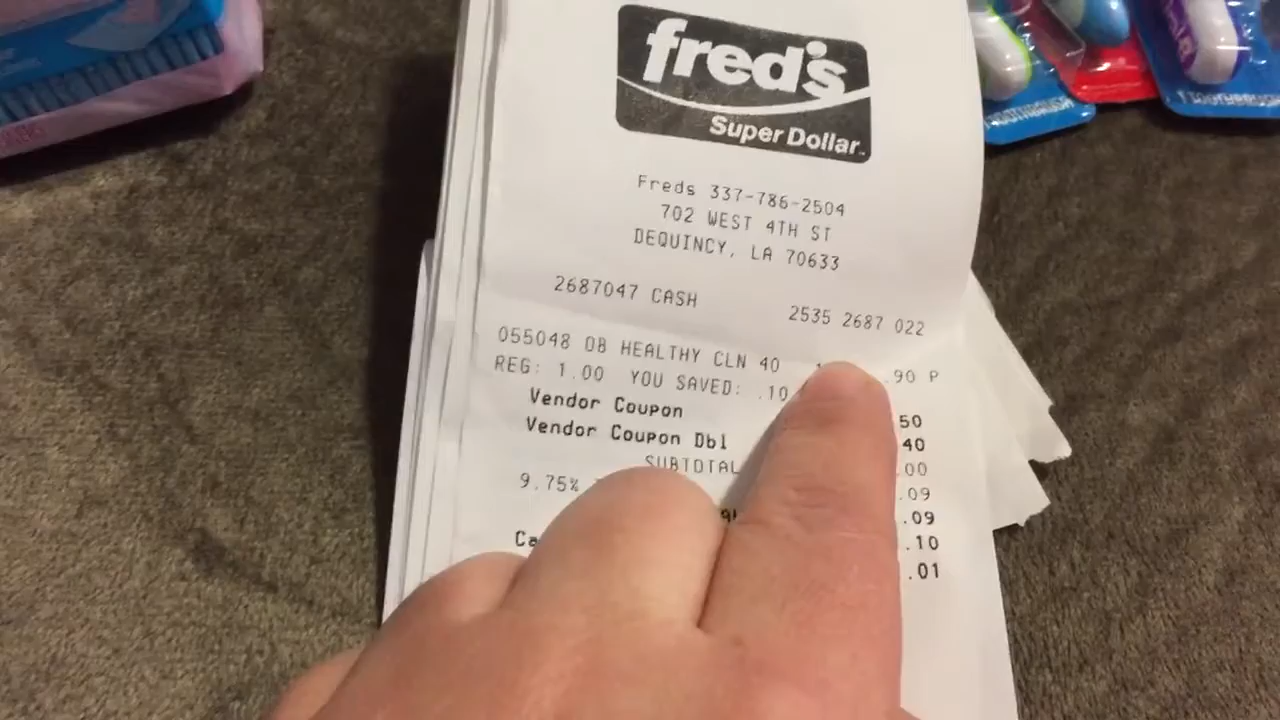 fred's
Super Dollar
Freds 337-786-2504
702 WEST 4TH ST
DEQUINCY, LA 70633
2687047 CASH 2535 2687 022
055048 OB HEALTHY CLN 40 .90 P
REG: 1.00 YOU SAVED: .10
Vendor Coupon 50
Vendor Coupon Dbl 40
SUBTOTAL .00
9.75% .09
.09
Ca .10
.01
TOOTHBRUSH